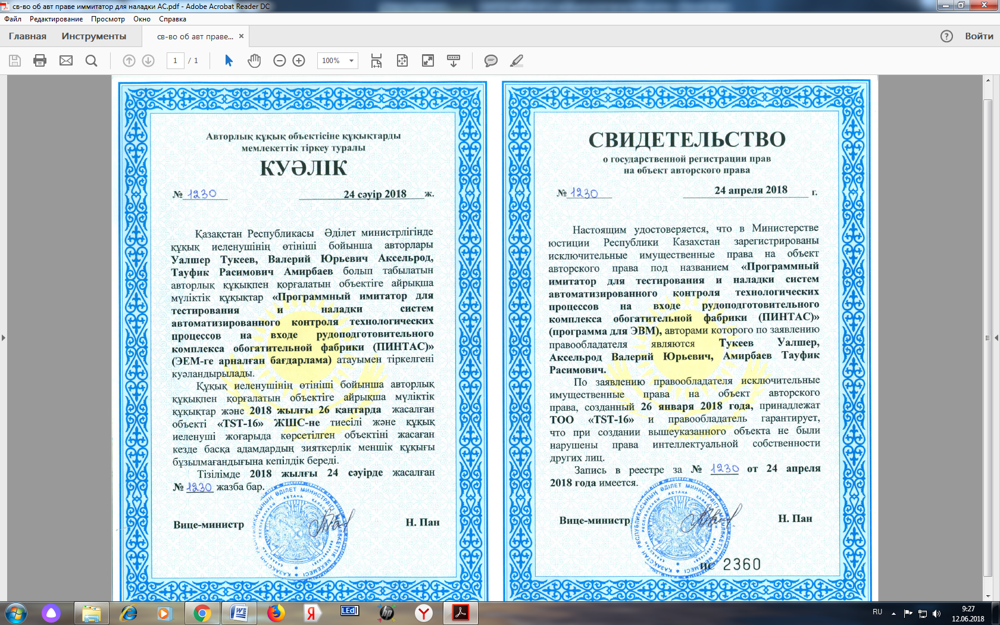 св-во об авт праве иммитатор для наладки АС.pdf - Adobe Acrobat Reader DC
Файл Редактирование Просмотр Окно Справка
Главная Инструменты св-во об авт праве... × Войти
1 / 1 100%
Авторлық құқық объектісіне құқықтарды
мемлекеттік тіркеу туралы
КУӘЛІК
№ 1230 24 сәуір 2018 ж.
Қазақстан Республикасы Әділет министрлігінде
құқық иеленушінің өтініші бойынша авторлары
Уалшер Тукеев, Валерий Юрьевич Аксельрод,
Тауфик Расимович Амирбаев болып табылатын
авторлық құқықпен қорғалатын объектіге айрықша
мүліктік құқықтар «Программный имитатор для
тестирования и наладки систем
автоматизированного контроля технологических
процессов на входе рудоподготовительного
комплекса обогатительной фабрики (ПИНТАС)»
(ЭЕМ-ге арналған бағдарлама) атауымен тіркелгені
куәландырылады.
Құқық иеленушінің өтініші бойынша авторлық
құқықпен қорғалатын объектіге айрықша мүліктік
құқықтар және 2018 жылғы 26 қаңтарда жасалған
объекті «TST-16» ЖШС-не тиесілі және құқық
иеленуші жоғарыда көрсетілген объектіні жасаған
кезде басқа адамдардың зияткерлік меншік құқығы
бұзылмағандығына кепілдік береді.
Тізілімде 2018 жылғы 24 сәуірде жасалған
№ 1230 жазба бар.
Вице-министр Н. Пан
СВИДЕТЕЛЬСТВО
о государственной регистрации прав
на объект авторского права
№ 1230 24 апреля 2018 г.
Настоящим удостоверяется, что в Министерстве
юстиции Республики Казахстан зарегистрированы
исключительные имущественные права на объект
авторского права под названием «Программный
имитатор для тестирования и наладки систем
автоматизированного контроля технологических
процессов на входе рудоподготовительного
комплекса обогатительной фабрики (ПИНТАС)»
(программа для ЭВМ), авторами которого по заявлению
правообладателя являются Тукеев Уалшер,
Аксельрод Валерий Юрьевич, Амирбаев Тауфик
Расимович.
По заявлению правообладателя исключительные
имущественные права на объект авторского
права, созданный 26 января 2018 года, принадлежат
ТОО «TST-16» и правообладатель гарантирует,
что при создании вышеуказанного объекта не были
нарушены права интеллектуальной собственности
других лиц.
Запись в реестре за № 1230 от 24 апреля
2018 года имеется.
Вице-министр Н. Пан
ИС 2360
LEd
hp
RU 9:27
12.06.2018